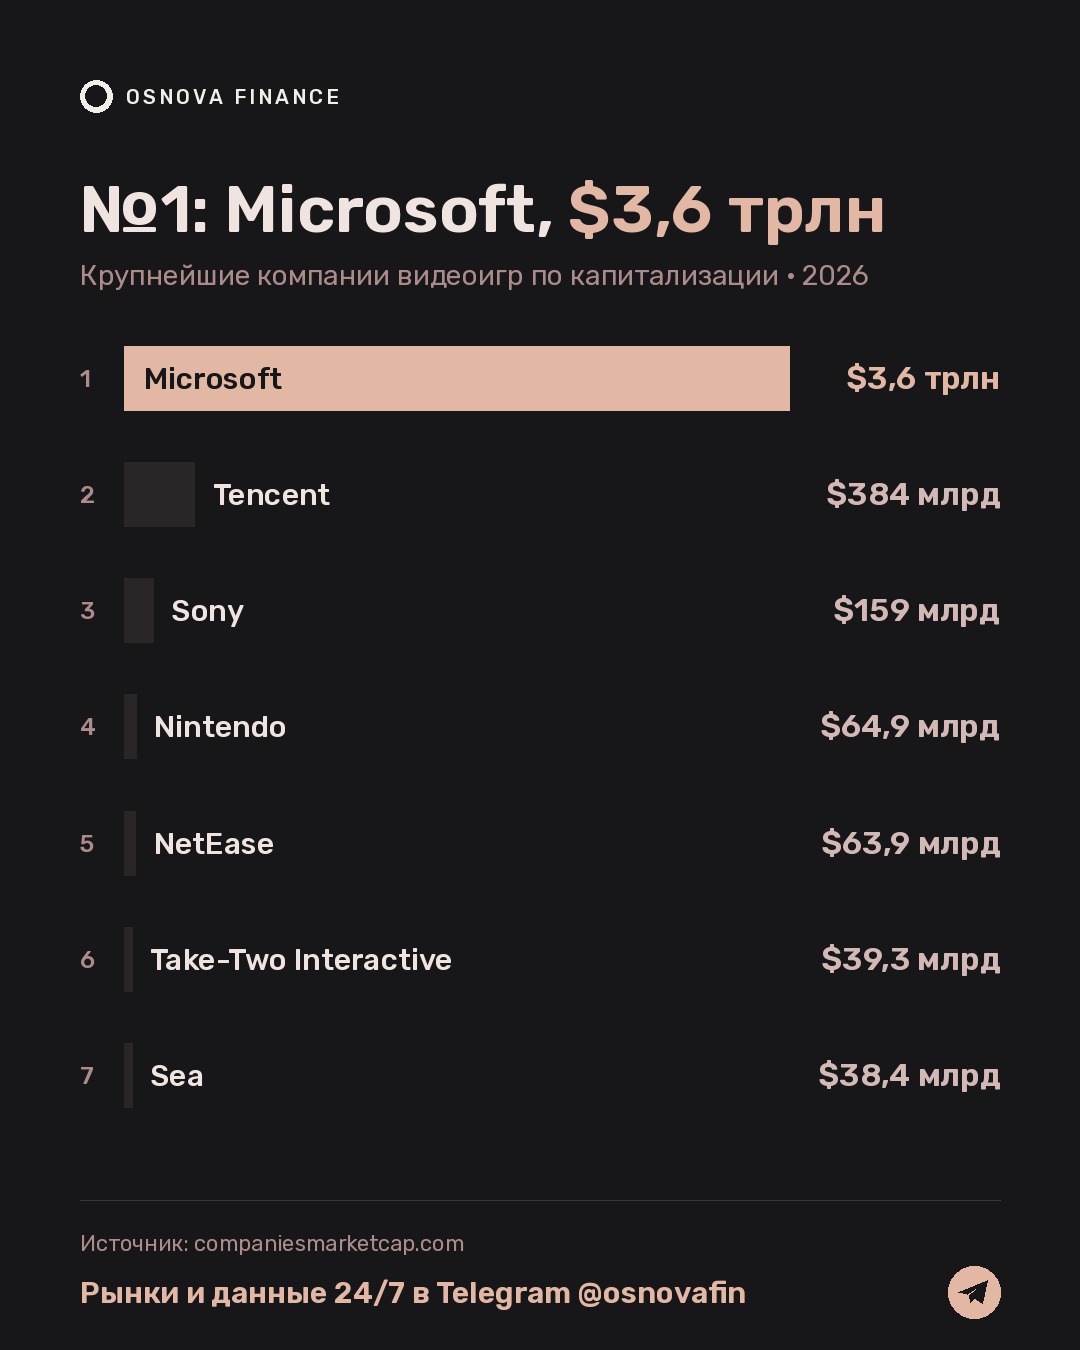 OSNOVA FINANCE
№1: Microsoft, $3,6 трлн
Крупнейшие компании видеоигр по капитализации • 2026
1 Microsoft $3,6 трлн
2 Tencent $384 млрд
3 Sony $159 млрд
4 Nintendo $64,9 млрд
5 NetEase $63,9 млрд
6 Take-Two Interactive $39,3 млрд
7 Sea $38,4 млрд
Источник: companiesmarketcap.com
Рынки и данные 24/7 в Telegram @osnovafin